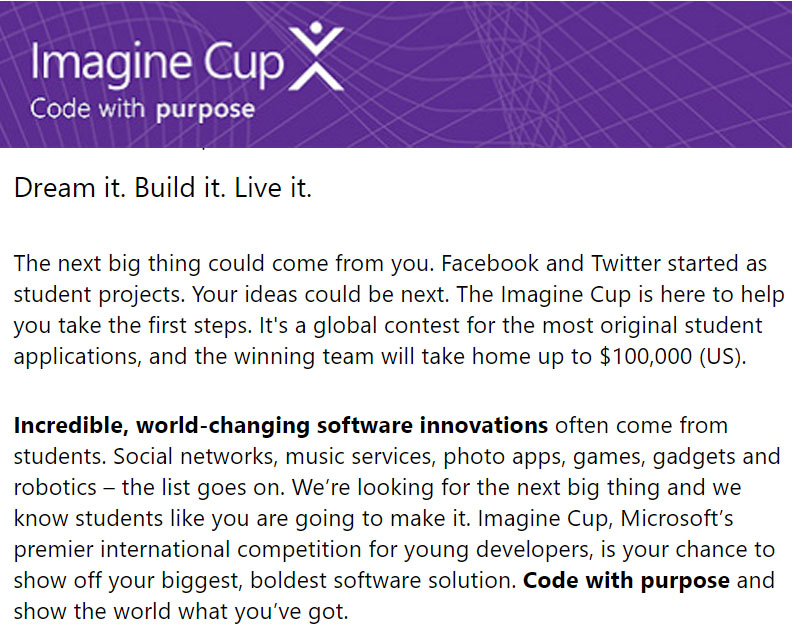 Imagine Cup
Code with purpose
Dream it. Build it. Live it.
The next big thing could come from you. Facebook and Twitter started as
student projects. Your ideas could be next. The Imagine Cup is here to help
you take the first steps. It's a global contest for the most original student
applications, and the winning team will take home up to $100,000 (US).
Incredible, world-changing software innovations often come from
students. Social networks, music services, photo apps, games, gadgets and
robotics – the list goes on. We’re looking for the next big thing and we
know students like you are going to make it. Imagine Cup, Microsoft’s
premier international competition for young developers, is your chance to
show off your biggest, boldest software solution. Code with purpose and
show the world what you’ve got.